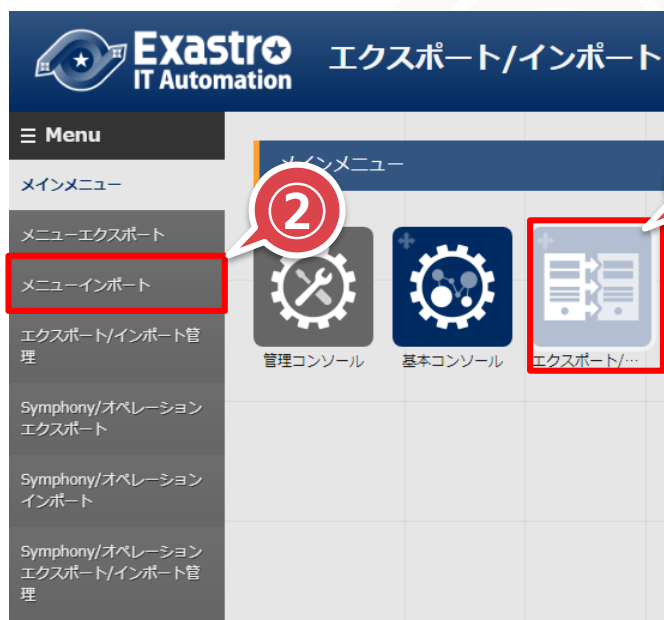 Exastro
IT Automation
エクスポート/インポート
Menu
メインメニュー
メインメニュー
メニューエクスポート
②
メニューインポート
エクスポート/インポート管
理
管理コンソール
基本コンソール
エクスポート/…
Symphony/オペレーション
エクスポート
Symphony/オペレーション
インポート
Symphony/オペレーション
エクスポート/インポート管
理